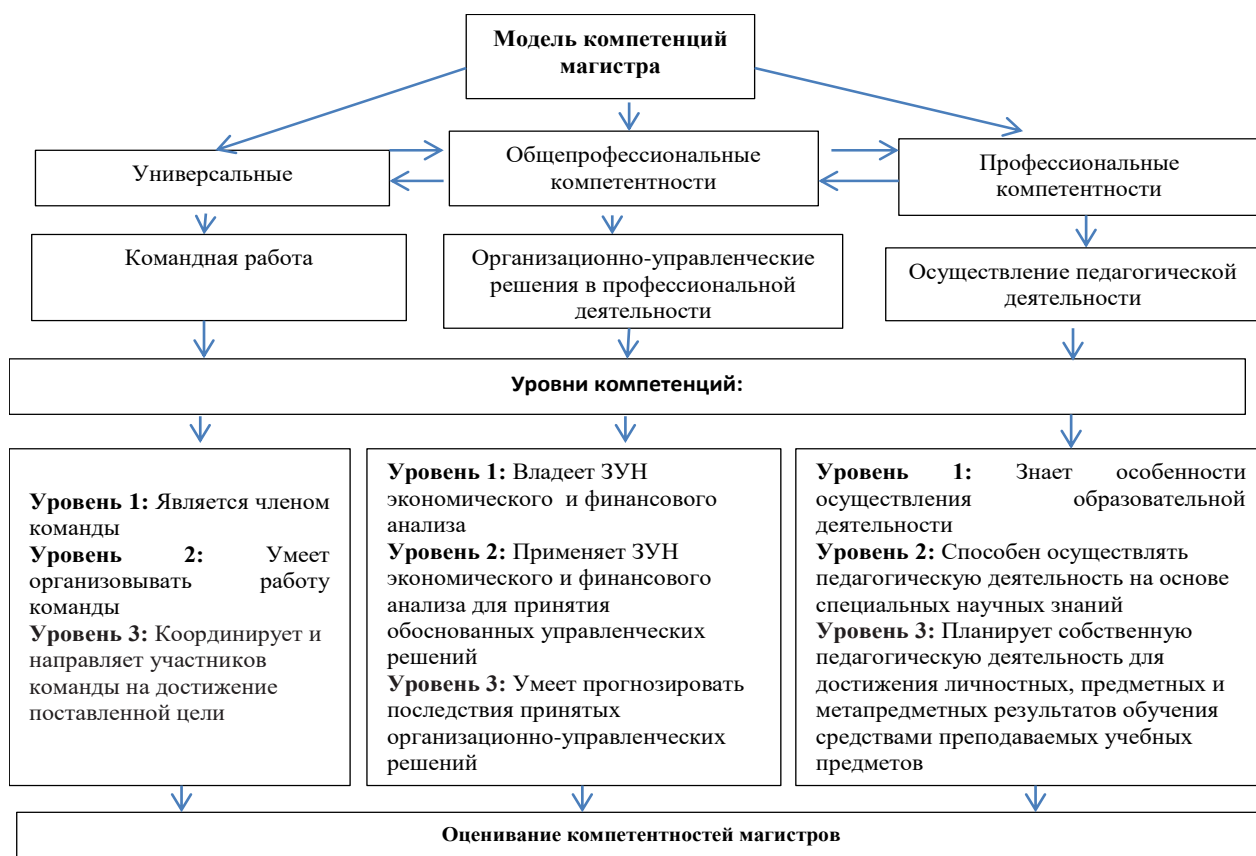 Модель компетенций
магистра
Универсальные
Общепрофессиональные
компетентности
Профессиональные
компетентности
Командная работа
Организационно-управленческие
решения в профессиональной
деятельности
Осуществление педагогической
деятельности
Уровни компетенций:
Уровень 1: Является членом
команды
Уровень 2: Умеет
организовывать работу
команды
Уровень 3: Координирует и
направляет участников
команды на достижение
поставленной цели
Уровень 1: Владеет ЗУН
экономического и финансового
анализа
Уровень 2: Применяет ЗУН
экономического и финансового
анализа для принятия
обоснованных управленческих
решений
Уровень 3: Умеет прогнозировать
последствия принятых
организационно-управленческих
решений
Уровень 1: Знает особенности
осуществления образовательной
деятельности
Уровень 2: Способен осуществлять
педагогическую деятельность на основе
специальных научных знаний
Уровень 3: Планирует собственную
педагогическую деятельность для
достижения личностных, предметных и
метапредметных результатов обучения
средствами преподаваемых учебных
предметов
Оценивание компетентностей магистров